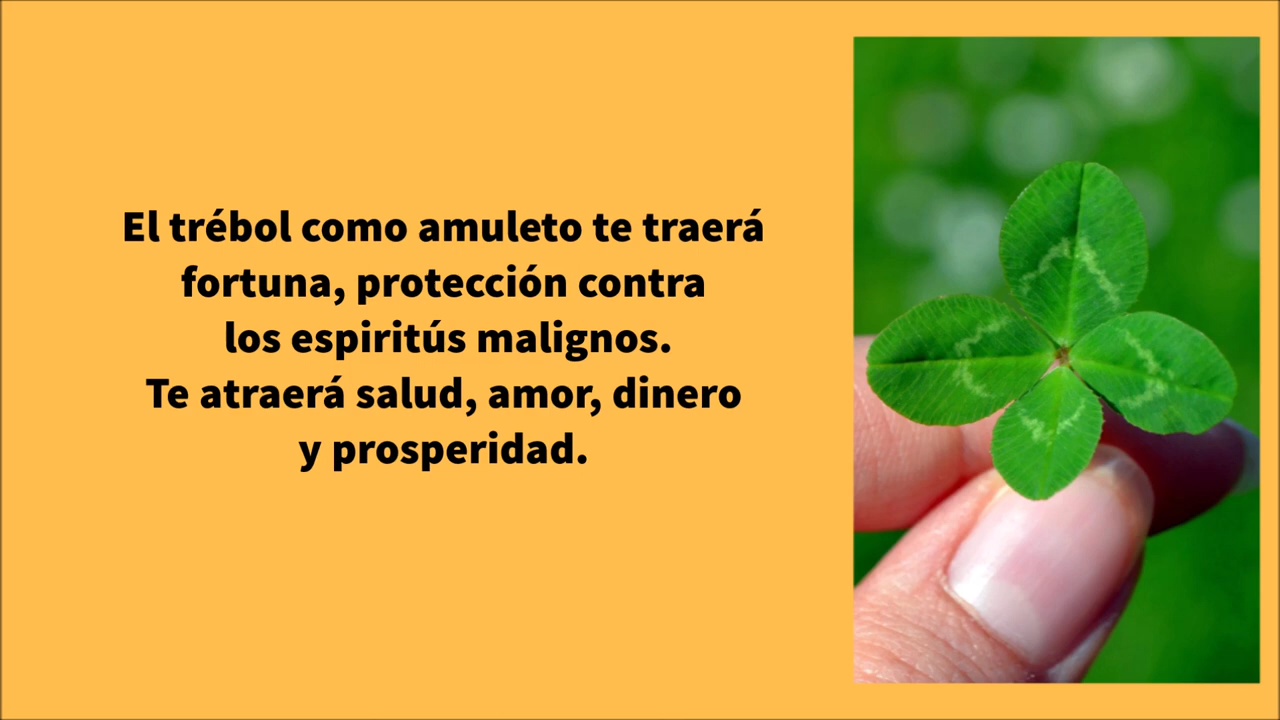 El trébol como amuleto te traerá
fortuna, protección contra
los espiritús malignos.
Te atraerá salud, amor, dinero
y prosperidad.